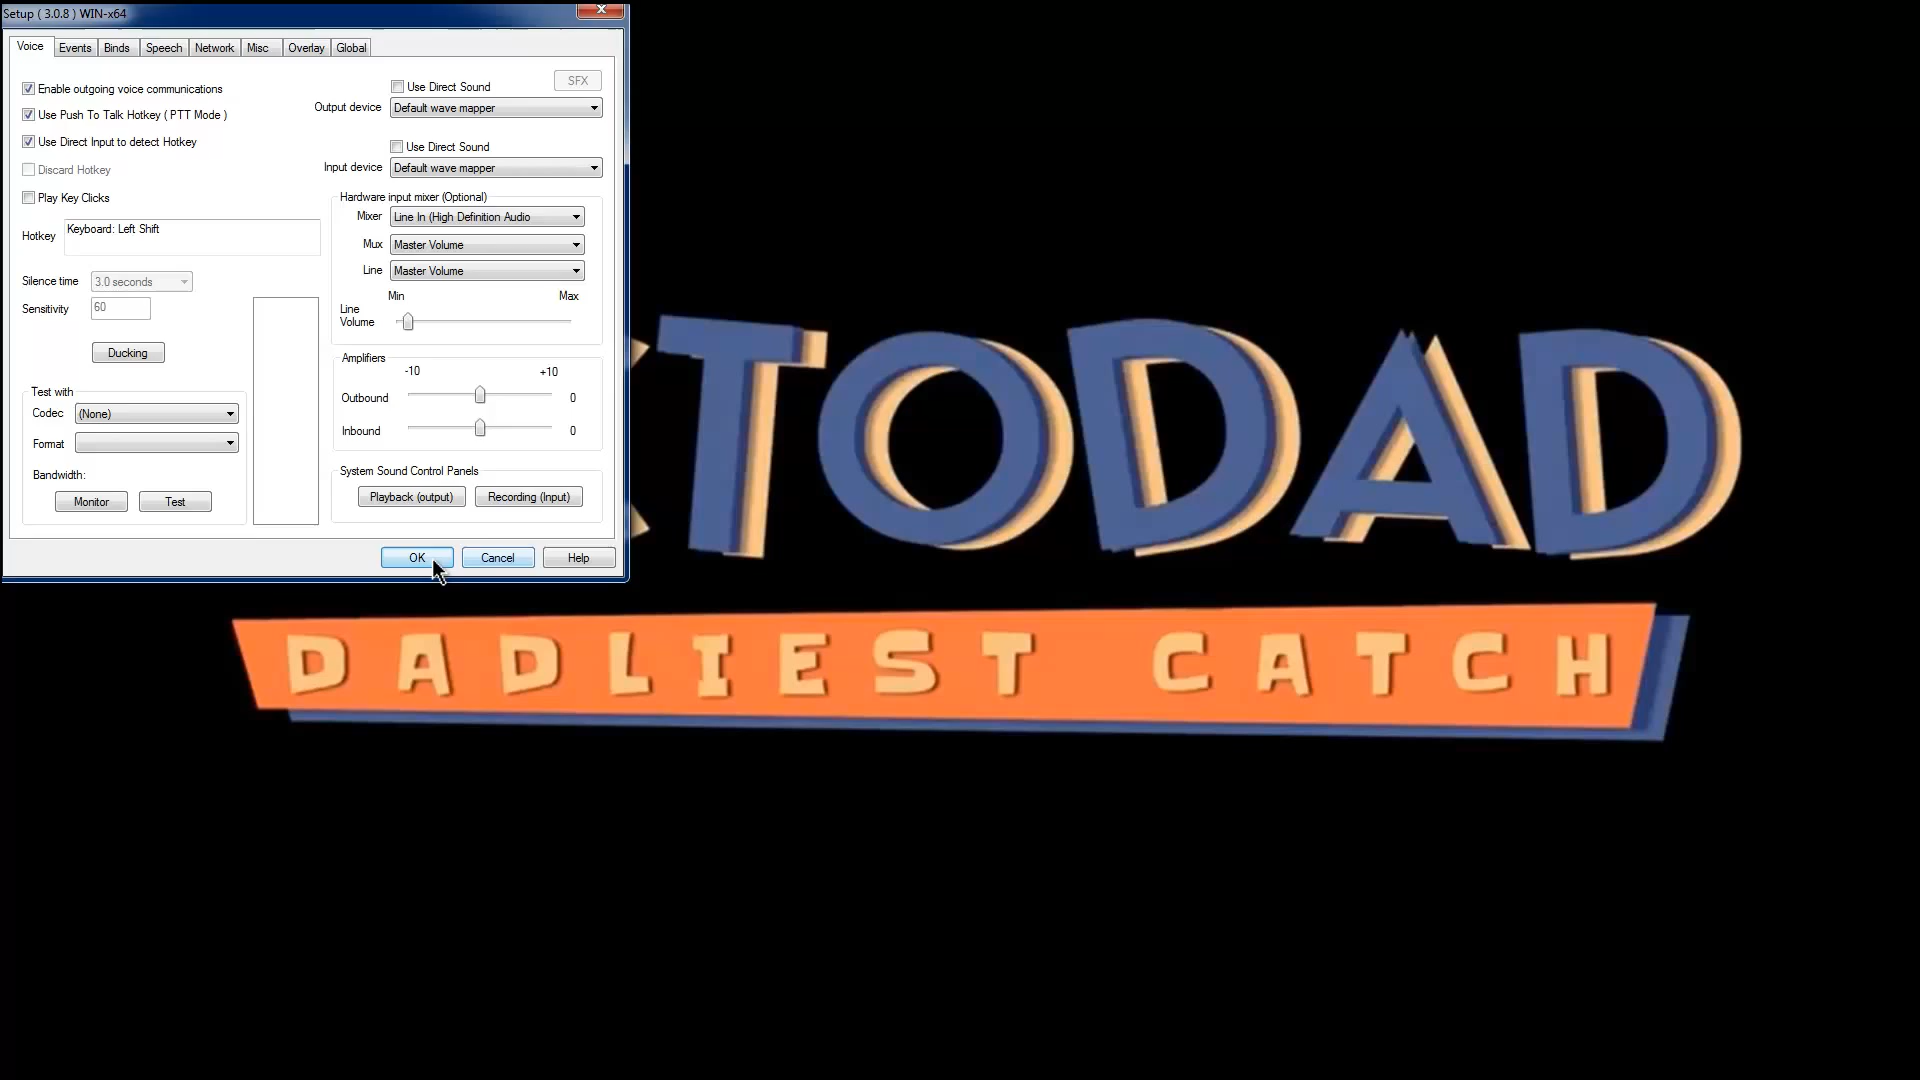 Setup ( 3.0.8 ) WIN-x64
Voice Events Binds Speech Network Misc Overlay Global
Enable outgoing voice communications
Use Push To Talk Hotkey ( PTT Mode )
Use Direct Input to detect Hotkey
Discard Hotkey
Play Key Clicks
Hotkey Keyboard: Left Shift
Silence time 3.0 seconds
Sensitivity 60
Ducking
Test with
Codec (None)
Format
Bandwidth:
Monitor Test
Use Direct Sound SFX
Output device Default wave mapper
Use Direct Sound
Input device Default wave mapper
Hardware input mixer (Optional)
Mixer Line In (High Definition Audio
Mux Master Volume
Line Master Volume
Min Max
Line
Volume
Amplifiers
-10 +10
Outbound 0
Inbound 0
System Sound Control Panels
Playback (output) Recording (Input)
OK Cancel Help
TODAD
DADLIEST CATCH